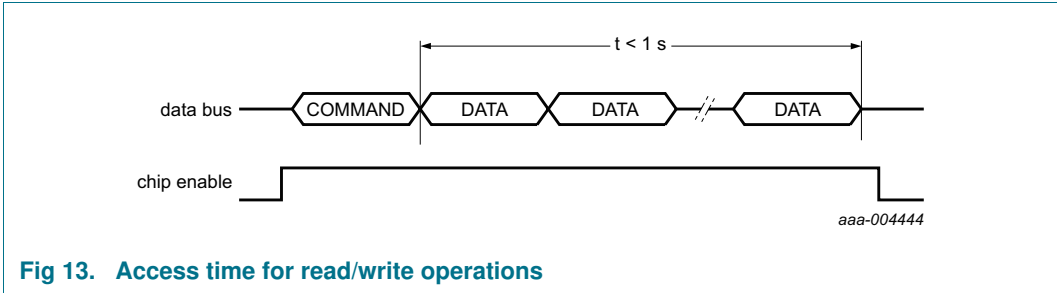 t < 1 s
data bus COMMAND DATA DATA DATA
chip enable
aaa-004444
Fig 13. Access time for read/write operations